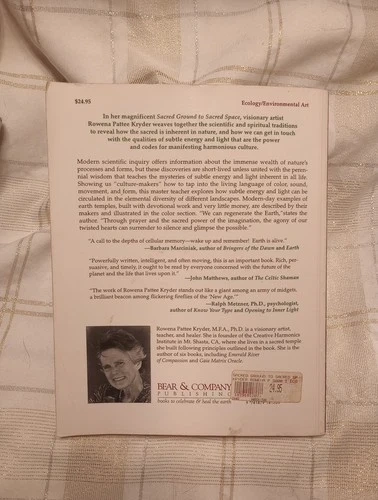 $24.95
Ecology/Environmental Art
In her magnificent Sacred Ground to Sacred Space, visionary artist
Rowena Pattee Kryder weaves together the scientific and spiritual traditions
to reveal how the sacred is inherent in nature, and how we can get in touch
with the qualities of subtle energy and light that are the power
and codes for manifesting harmonious culture.
Modern scientific inquiry offers information about the immense wealth of nature's
processes and forms, but these discoveries are short-lived unless united with the peren-
nial wisdom that teaches the mysteries of subtle energy and light inherent in all life.
Showing us "culture-makers" how to tap into the living language of color, sound,
movement, and form, this master teacher explores how subtle energy and light can be
circulated in the elemental diversity of different landscapes. Modern-day examples of
earth temples, built with devotional work and very little money, are described by their
makers and illustrated in the color section. "We can regenerate the Earth," states the
author. "Through prayer and the sacred power of the imagination, the agony of our
twisted hearts can surrender to silence and glimpse the possible."
"A call to the depths of cellular memory—wake up and remember! Earth is alive."
—Barbara Marciniak, author of Bringers of the Dawn and Earth
"Powerfully written, intelligent, and often moving, this is an important book. Rich, per-
suasive, and timely, it ought to be read by everyone concerned with the future of the
planet and the life that lives upon it."
—John Matthews, author of The Celtic Shaman
"The work of Rowena Pattee Kryder stands out like a giant among an army of midgets,
a brilliant beacon among flickering fireflies of the 'New Age.'"
—Ralph Metzner, Ph.D., psychologist,
author of Know Your Type and Opening to Inner Light
Rowena Pattee Kryder, M.F.A., Ph.D. is a visionary artist,
teacher, and healer. She is founder of the Creative Harmonics
Institute in Mt. Shasta, CA, where she lives in a sacred temple
she built following principles outlined in the book. She is the
author of six books, including Emerald River
of Compassion and Gaia Matrix Oracle.
BEAR & COMPANY
PUBLISHING
books to celebrate & heal the earth
SACRED GROUND TO SACRED SP
24.95